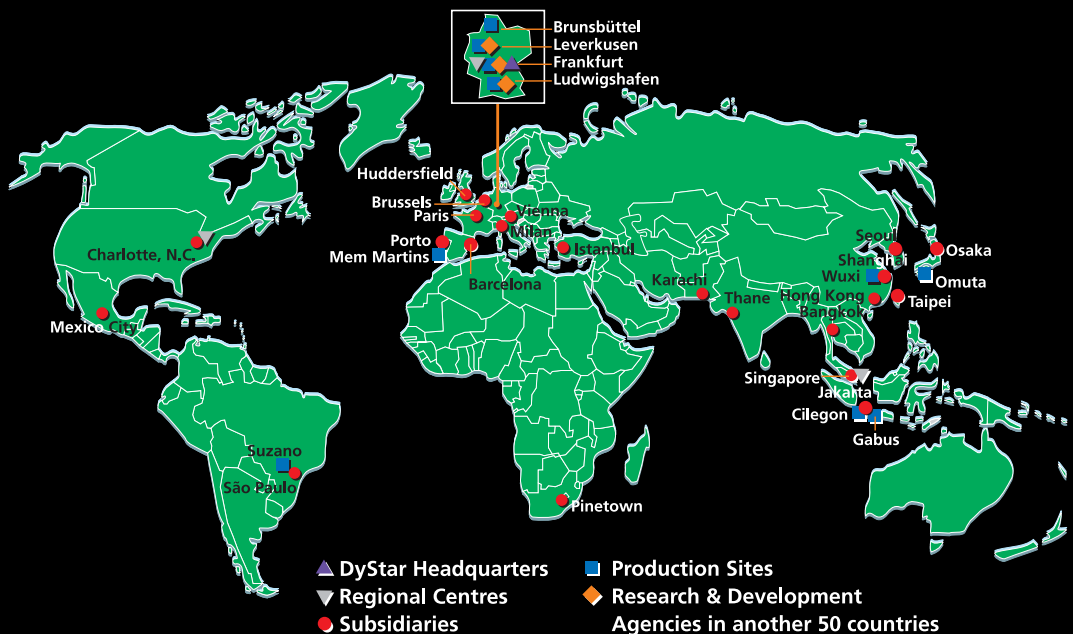 Brunsbüttel
Leverkusen
Frankfurt
Ludwigshafen
Huddersfield
Brussels
Vienna
Paris
Milan
Porto
Istanbul
Mem Martins
Barcelona
Charlotte, N.C.
Mexico City
Seoul
Osaka
Shanghai
Wuxi
Omuta
Karachi
Thane
Hong Kong
Taipei
Bangkok
Singapore
Jakarta
Cilegon
Gabus
Suzano
São Paulo
Pinetown
DyStar Headquarters
Production Sites
Regional Centres
Research & Development
Subsidiaries
Agencies in another 50 countries